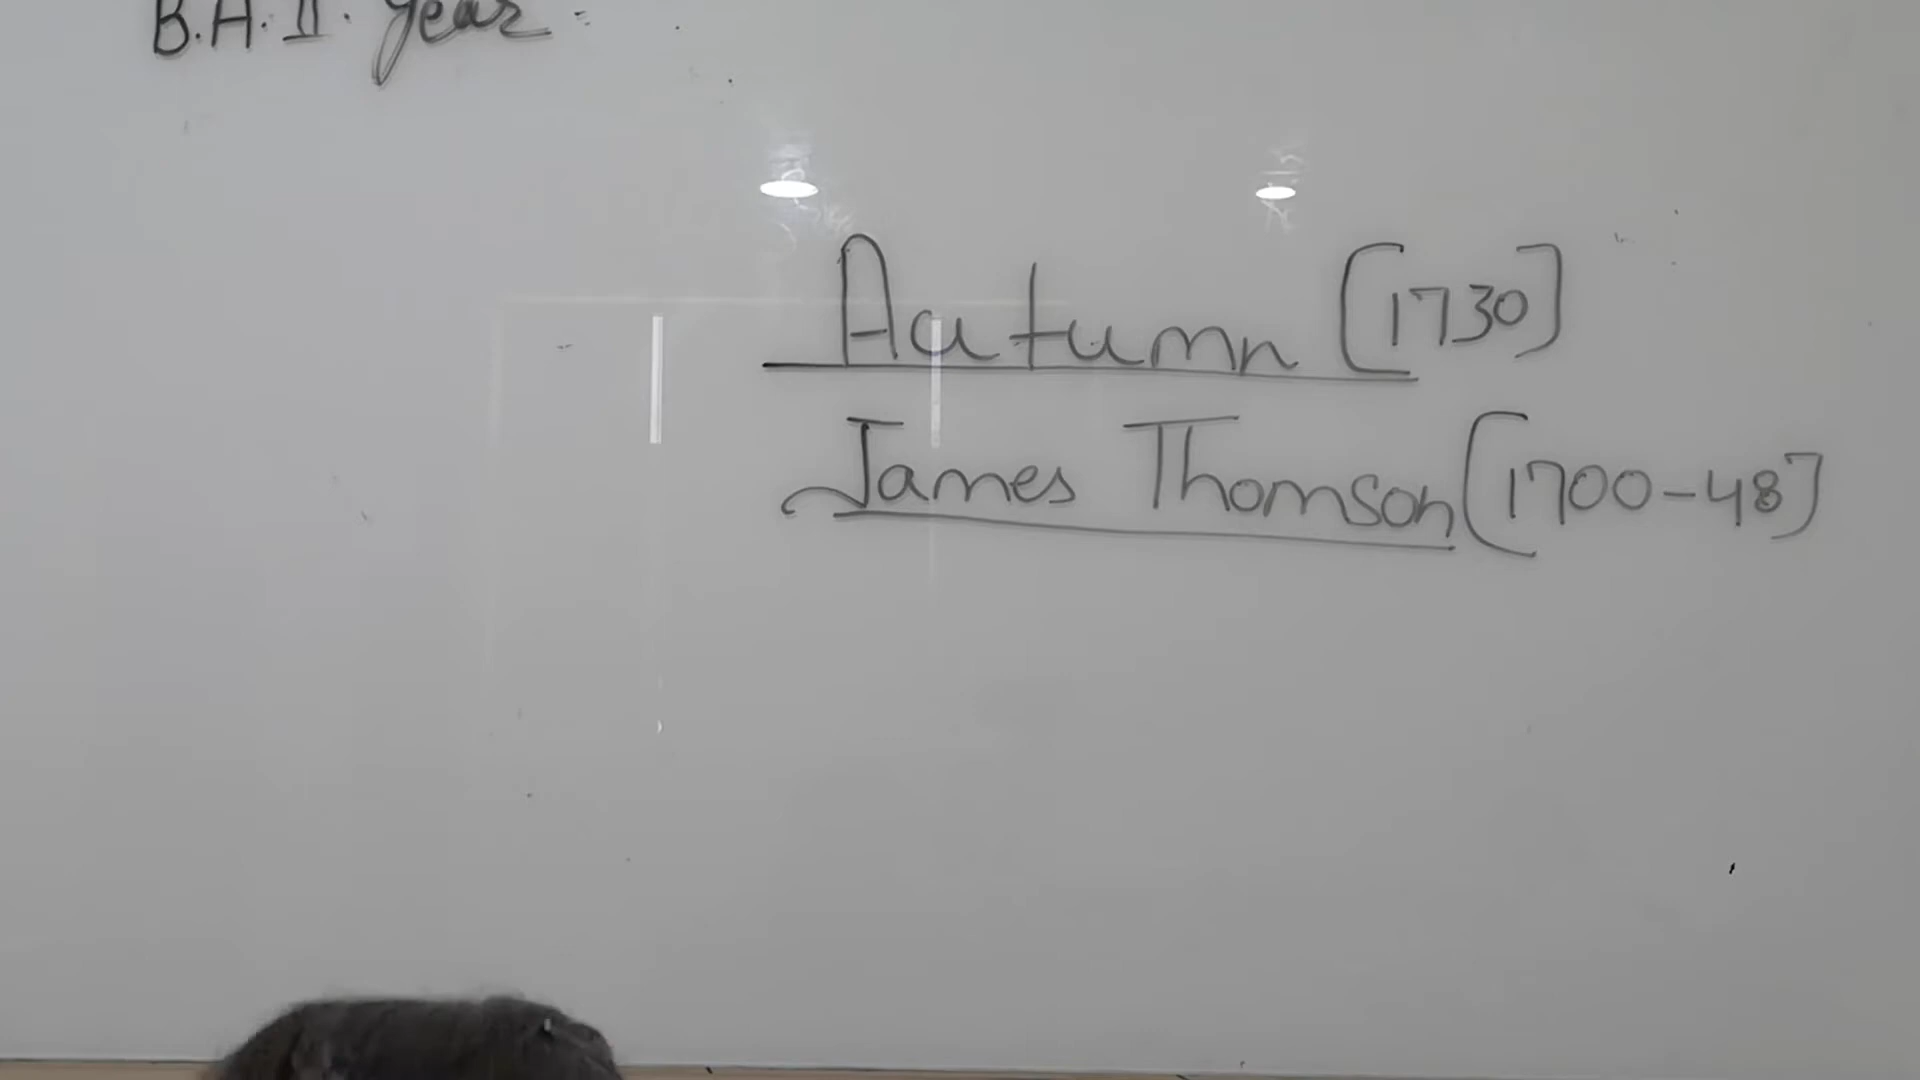 B.A. II. Year
Autumn [1730]
James Thomson [1700-48]